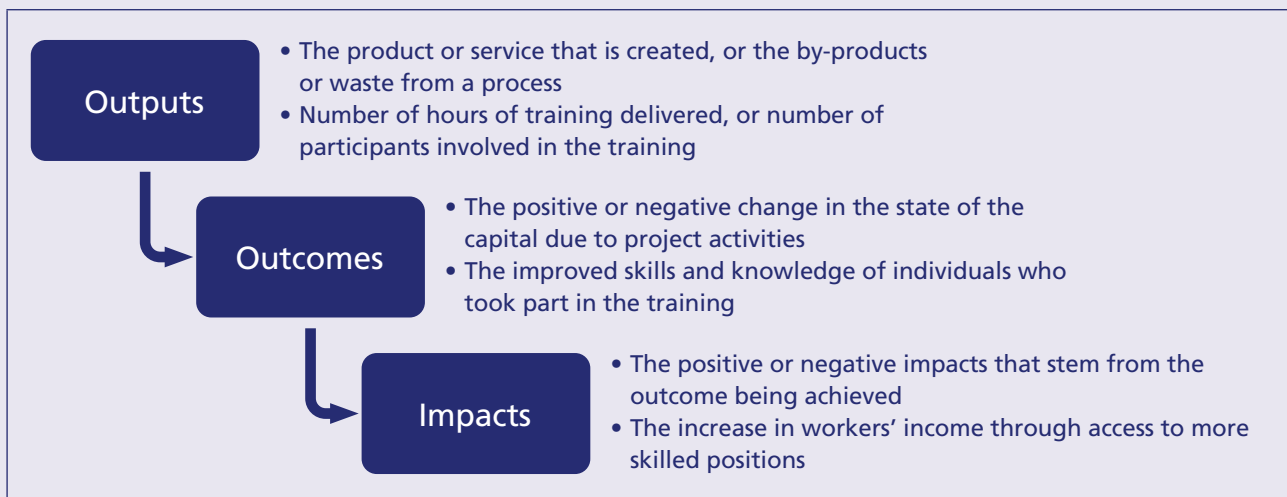 Outputs
• The product or service that is created, or the by-products
or waste from a process
• Number of hours of training delivered, or number of
participants involved in the training
Outcomes
• The positive or negative change in the state of the
capital due to project activities
• The improved skills and knowledge of individuals who
took part in the training
Impacts
• The positive or negative impacts that stem from the
outcome being achieved
• The increase in workers’ income through access to more
skilled positions